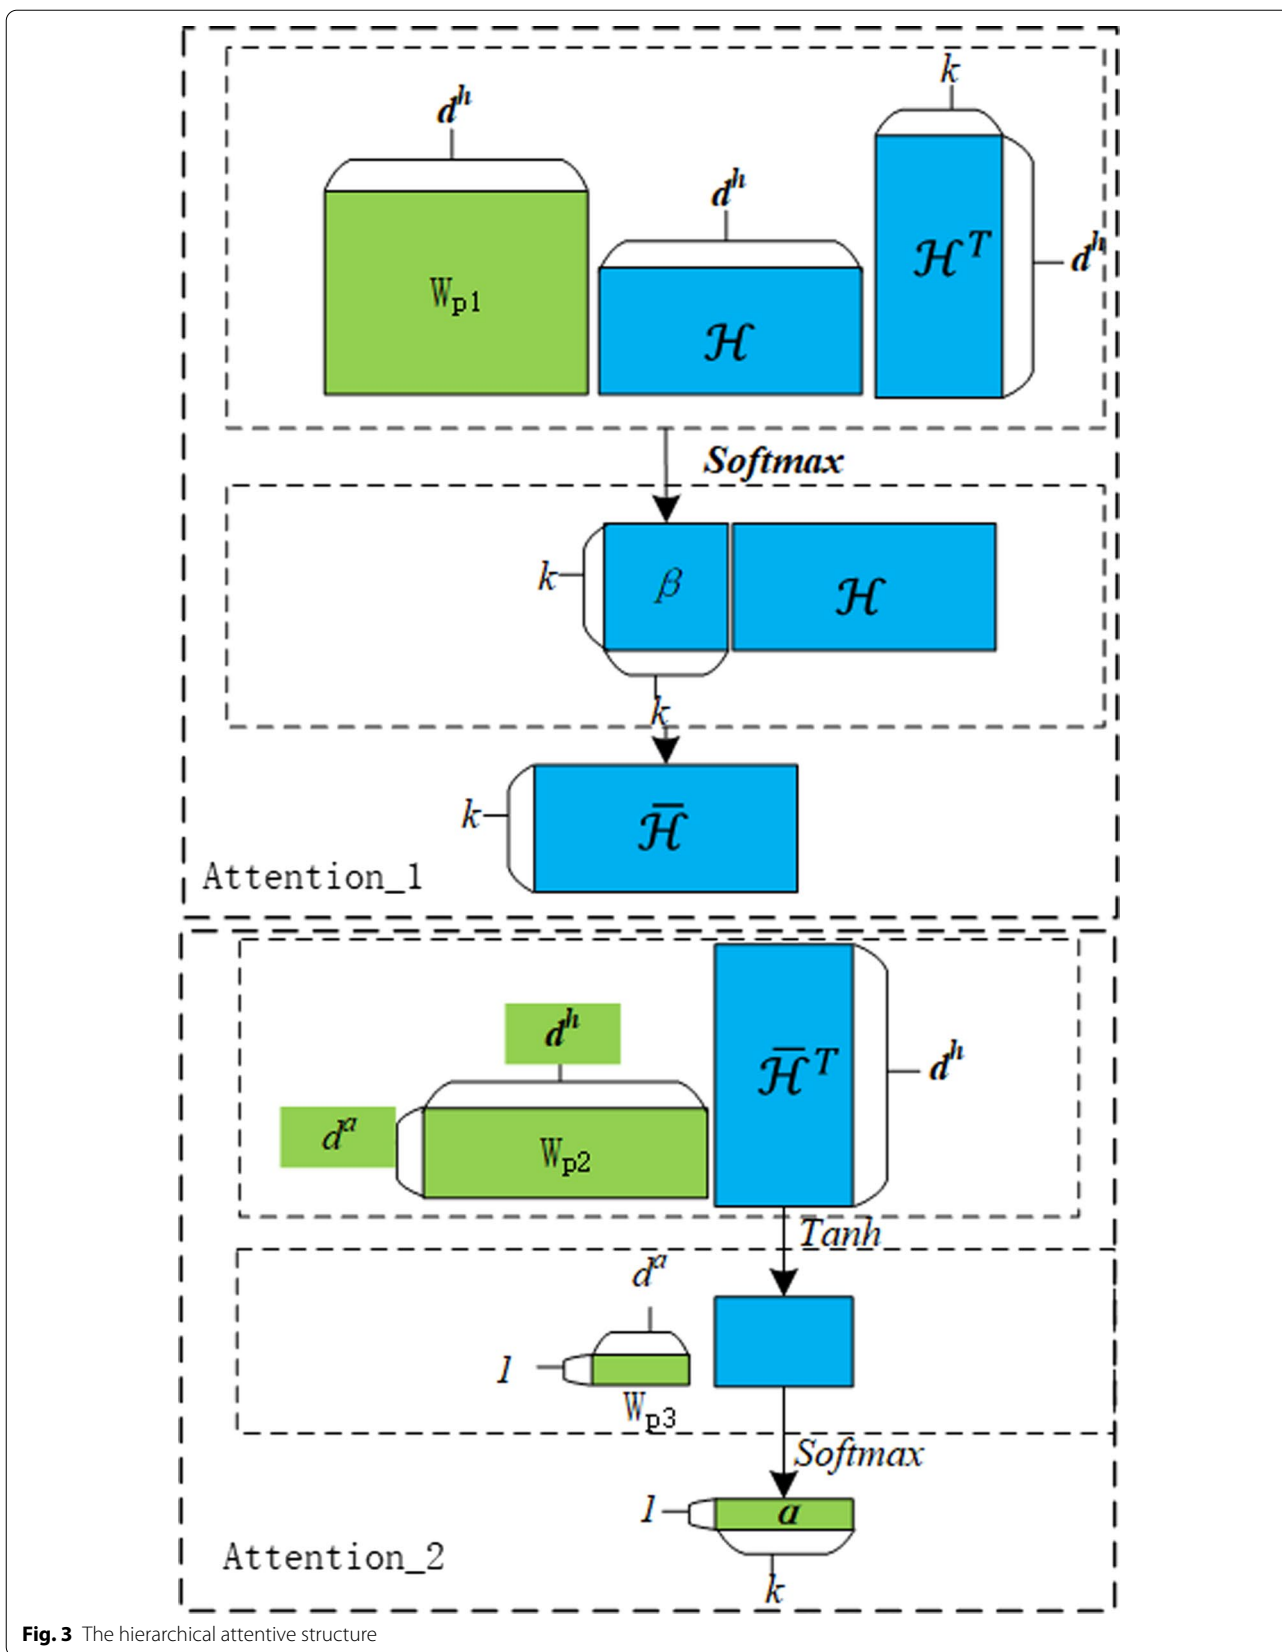 k
d^h
d^h
W_p1
ℋ
ℋ^T
d^h
Softmax
k
β
ℋ
k
k
ℋ̅
Attention_1
d^h
ℋ̅^T
d^h
d^a
W_p2
Tanh
d^a
1
W_p3
Softmax
1
a
Attention_2
k
Fig. 3 The hierarchical attentive structure